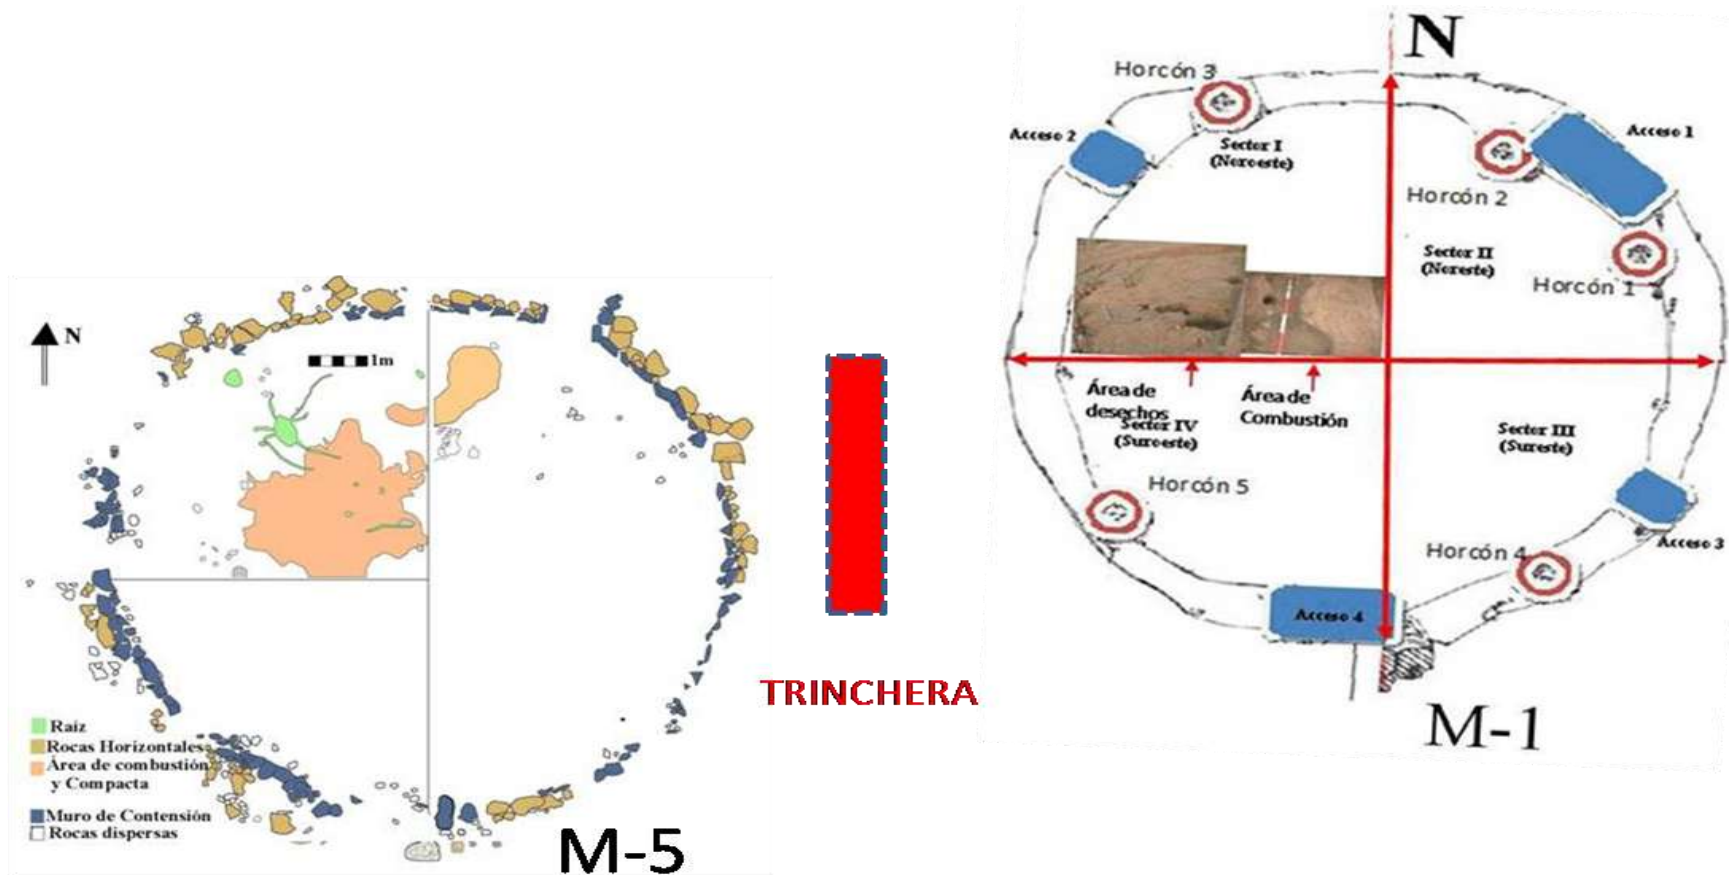 N
1m
Raíz
Rocas Horizontales
Área de combustión
y Compacta
Muro de Contensión
Rocas dispersas
M-5
TRINCHERA
N
Horcón 3
Acceso 2
Sector I
(Noroeste)
Acceso 1
Horcón 2
Sector II
(Noreste)
Horcón 1
Área de
desechos
Área de
Combustión
Sector IV
(Suroeste)
Sector III
(Sureste)
Horcón 5
Horcón 4
Acceso 3
Acceso 4
M-1